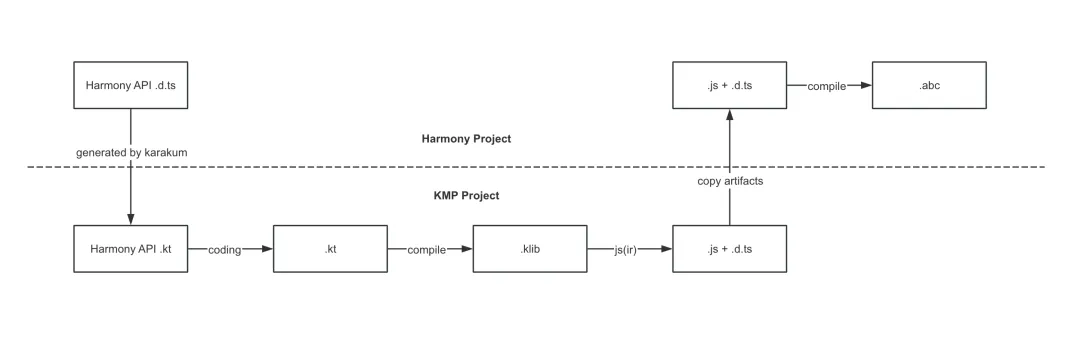 Harmony API .d.ts
.js + .d.ts
compile
.abc
Harmony Project
generated by karakum
copy artifacts
KMP Project
Harmony API .kt
coding
.kt
compile
.klib
js(ir)
.js + .d.ts